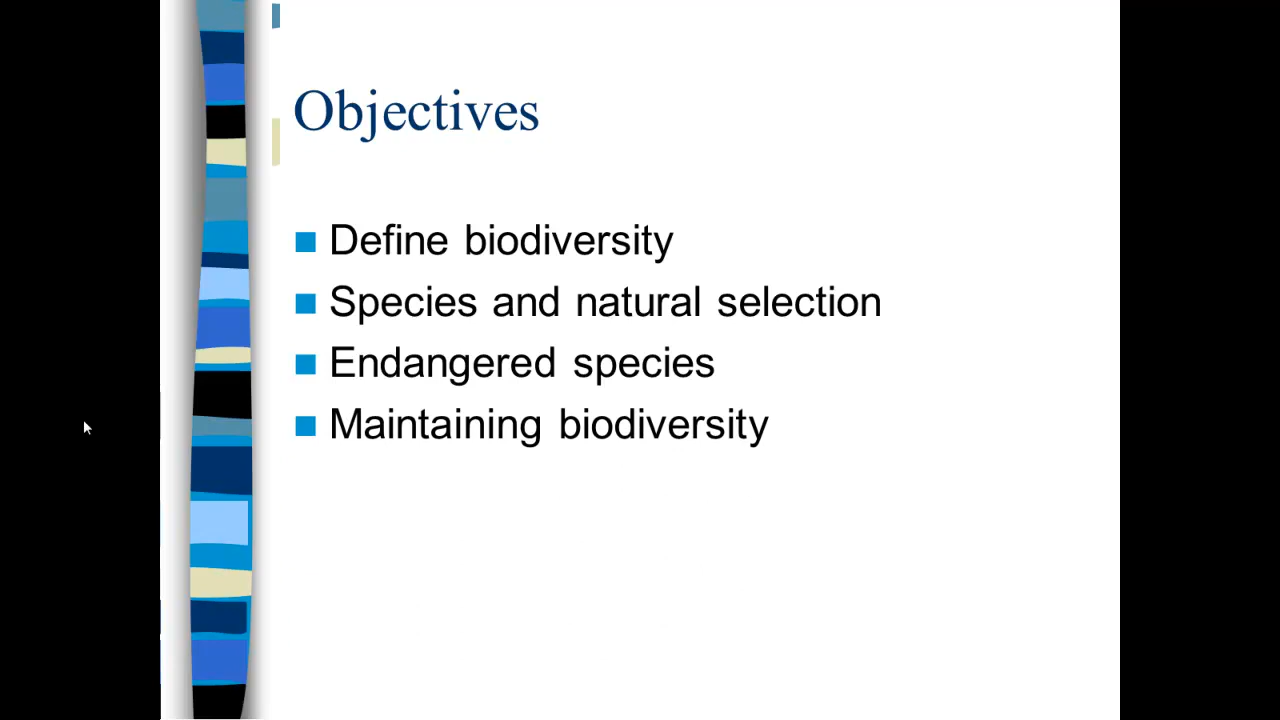 Objectives
Define biodiversity
Species and natural selection
Endangered species
Maintaining biodiversity